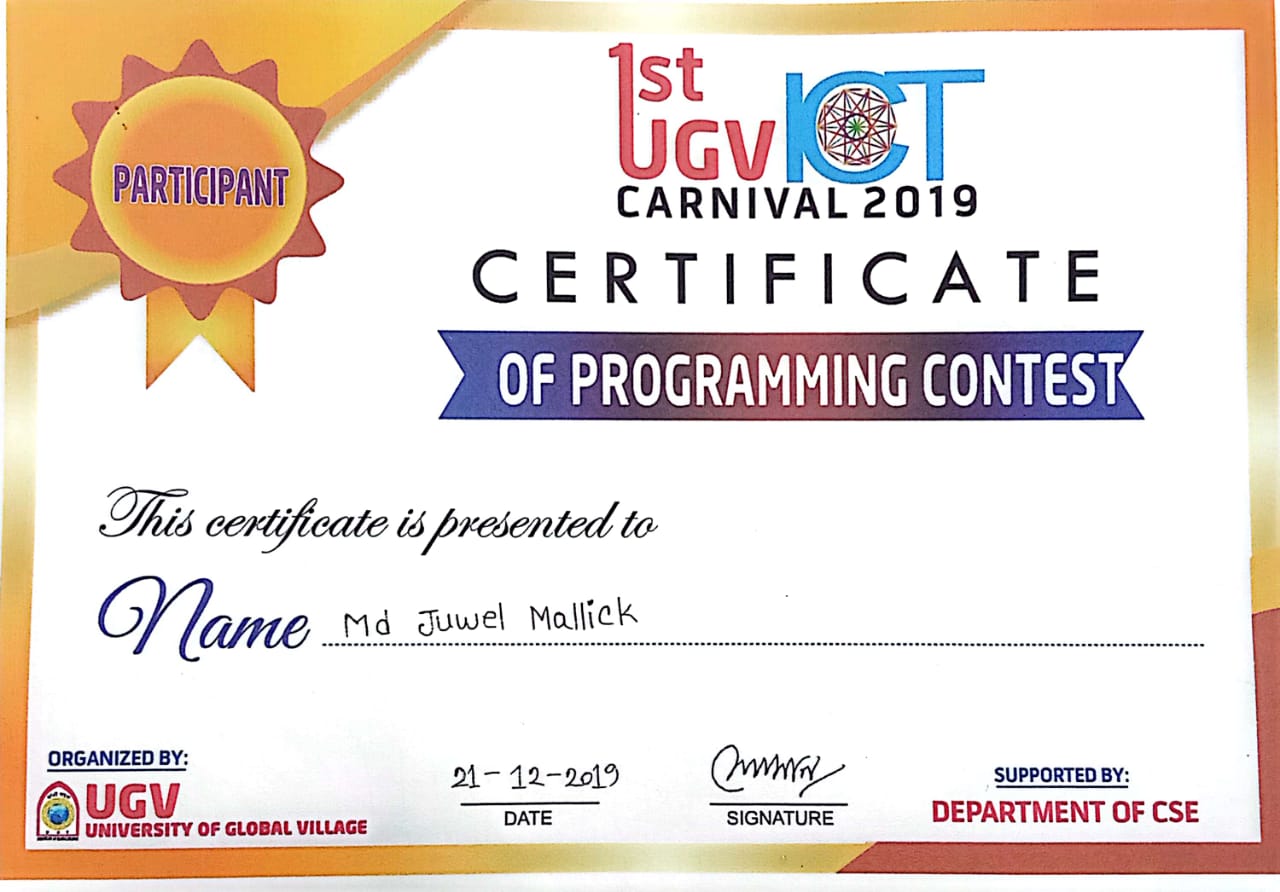 PARTICIPANT
1st
UGV ICT
CARNIVAL 2019
CERTIFICATE
OF PROGRAMMING CONTEST
This certificate is presented to
Name Md Juwel Mallick
ORGANIZED BY:
UGV
UNIVERSITY OF GLOBAL VILLAGE
21-12-2019
DATE
SIGNATURE
SUPPORTED BY:
DEPARTMENT OF CSE